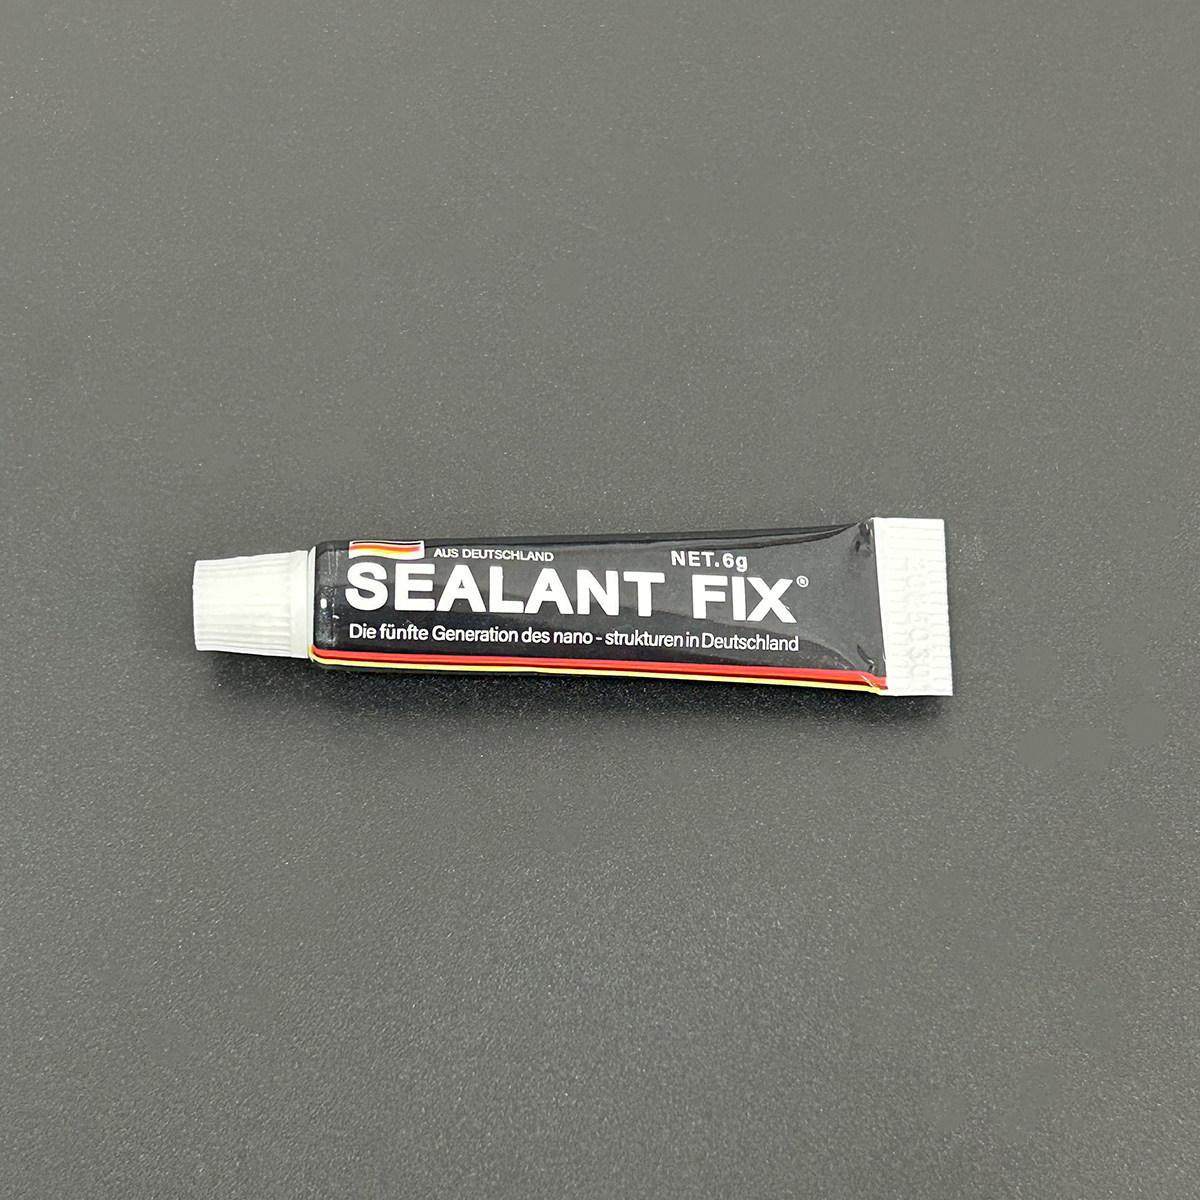 AUS DEUTSCHLAND
NET.6g
SEALANT FIX®
Die fünfte Generation des nano - strukturen in Deutschland